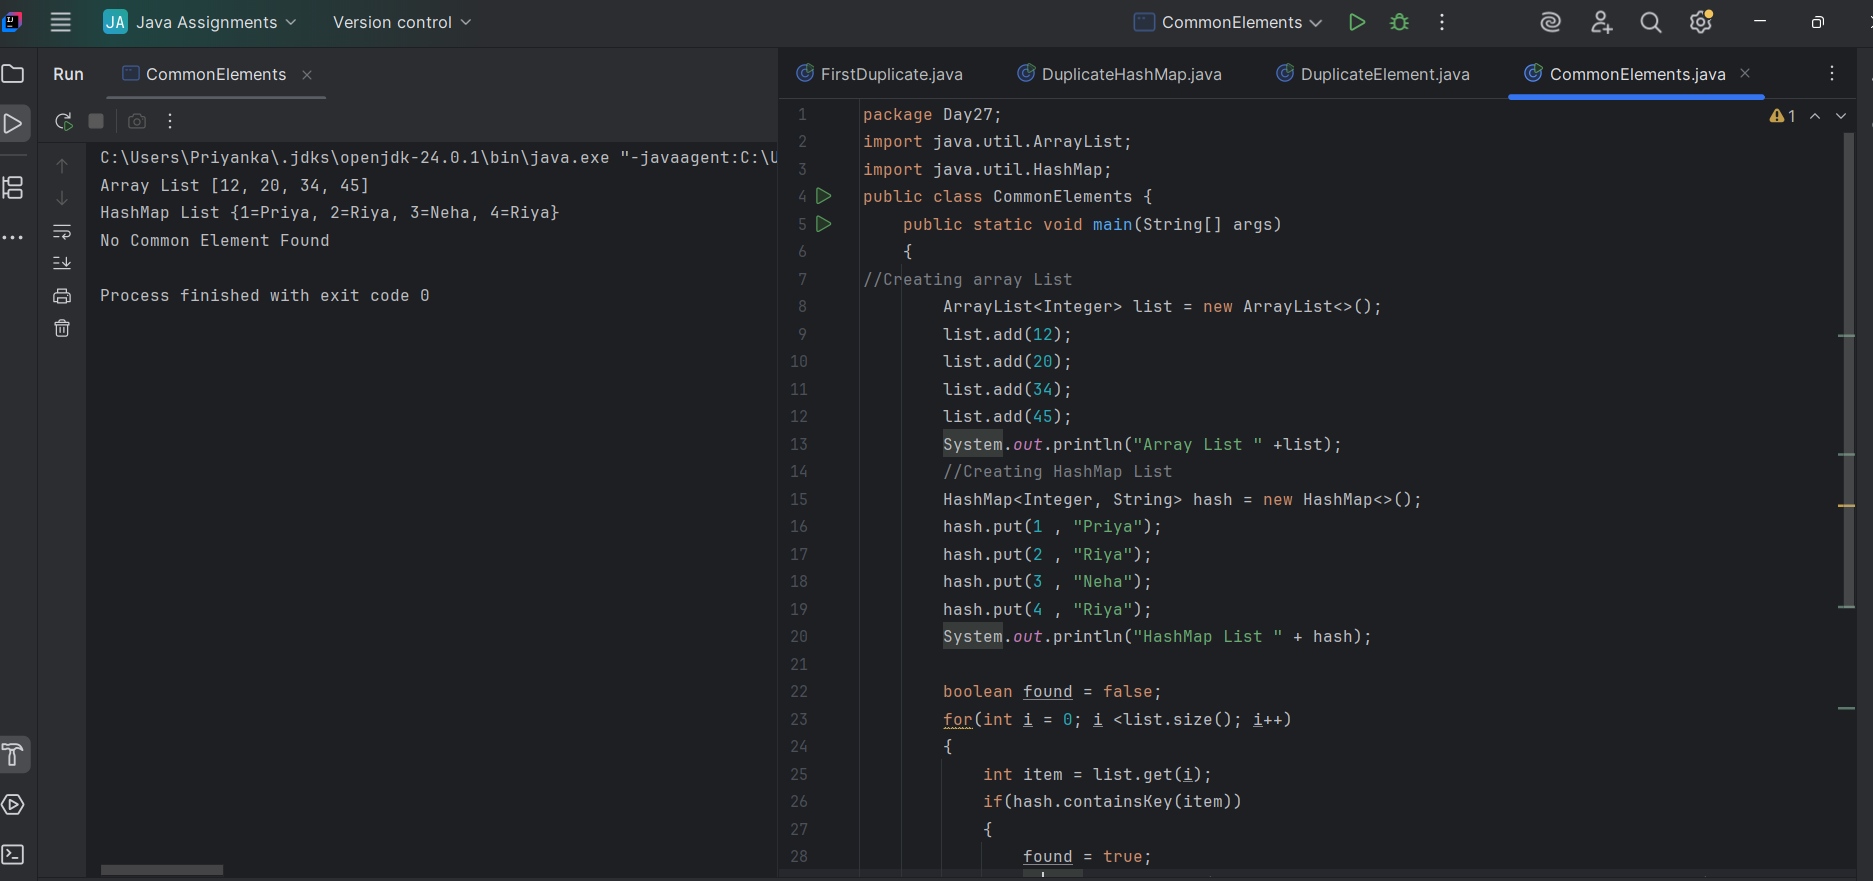 JA Java Assignments Version control CommonElements
Run CommonElements
C:\Users\Priyanka\.jdks\openjdk-24.0.1\bin\java.exe "-javaagent:C:\U
Array List [12, 20, 34, 45]
HashMap List {1=Priya, 2=Riya, 3=Neha, 4=Riya}
No Common Element Found
Process finished with exit code 0
FirstDuplicate.java DuplicateHashMap.java DuplicateElement.java CommonElements.java
1 package Day27; 1
2 import java.util.ArrayList;
3 import java.util.HashMap;
4 public class CommonElements {
5 public static void main(String[] args)
6 {
7 //Creating array List
8 ArrayList<Integer> list = new ArrayList<>();
9 list.add(12);
10 list.add(20);
11 list.add(34);
12 list.add(45);
13 System.out.println("Array List " +list);
14 //Creating HashMap List
15 HashMap<Integer, String> hash = new HashMap<>();
16 hash.put(1 , "Priya");
17 hash.put(2 , "Riya");
18 hash.put(3 , "Neha");
19 hash.put(4 , "Riya");
20 System.out.println("HashMap List " + hash);
21
22 boolean found = false;
23 for(int i = 0; i <list.size(); i++)
24 {
25 int item = list.get(i);
26 if(hash.containsKey(item))
27 {
28 found = true;